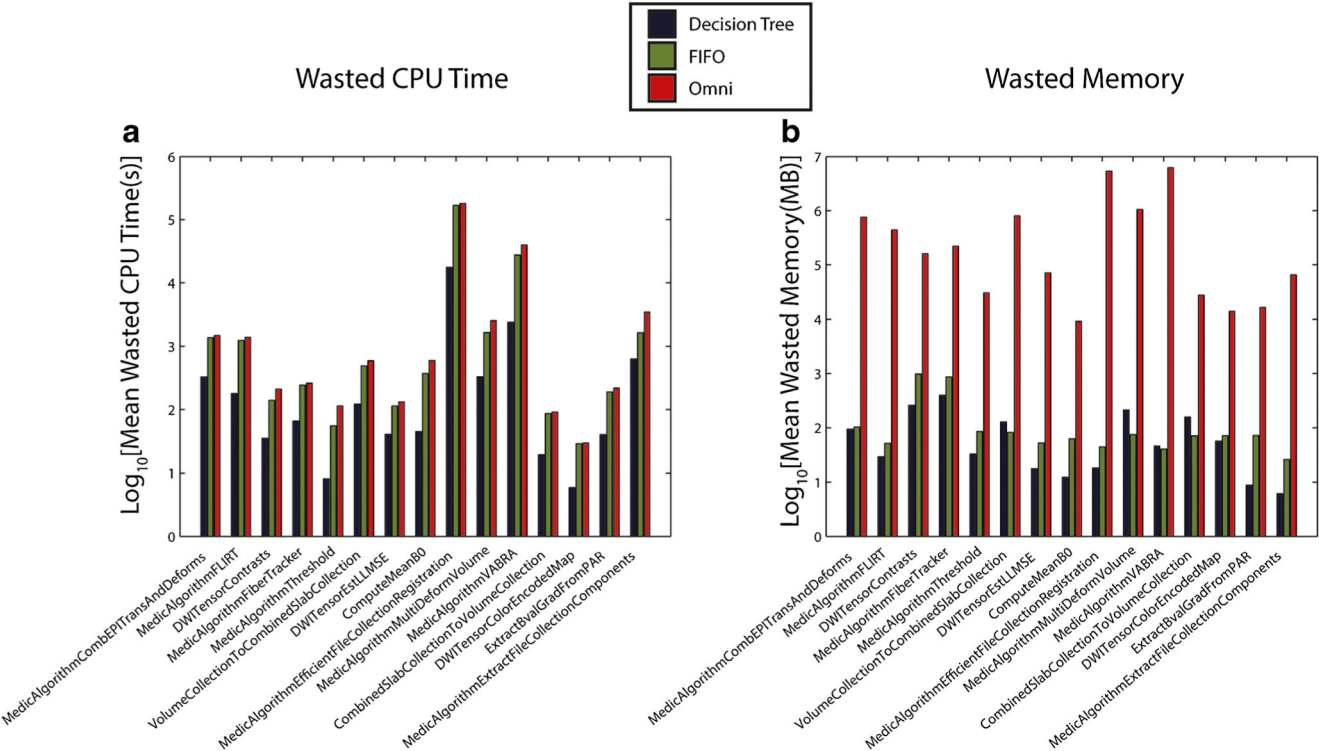 Decision Tree
FIFO
Omni
Wasted CPU Time
Wasted Memory
a
b
Log10[Mean Wasted CPU Time(s)]
6
5
4
3
2
1
0
MedicAlgorithmCombEPITransAndDeforms
MedicAlgorithmFLIRT
DWITensorContrasts
MedicAlgorithmFiberTracker
MedicAlgorithmThreshold
VolumeCollectionToCombinedSlabCollection
DWITensorEstLLMSE
ComputeMeanB0
MedicAlgorithmEfficientFileCollectionRegistration
MedicAlgorithmMultiDeformVolume
MedicAlgorithmVABRA
CombinedSlabCollectionToVolumeCollection
DWITensorColorEncodedMap
ExtractBvalGradFromPAR
MedicAlgorithmExtractFileCollectionComponents
Log10[Mean Wasted Memory(MB)]
7
6
5
4
3
2
1
0
MedicAlgorithmCombEPITransAndDeforms
MedicAlgorithmFLIRT
DWITensorContrasts
MedicAlgorithmFiberTracker
MedicAlgorithmThreshold
VolumeCollectionToCombinedSlabCollection
DWITensorEstLLMSE
ComputeMeanB0
MedicAlgorithmEfficientFileCollectionRegistration
MedicAlgorithmMultiDeformVolume
MedicAlgorithmVABRA
CombinedSlabCollectionToVolumeCollection
DWITensorColorEncodedMap
ExtractBvalGradFromPAR
MedicAlgorithmExtractFileCollectionComponents